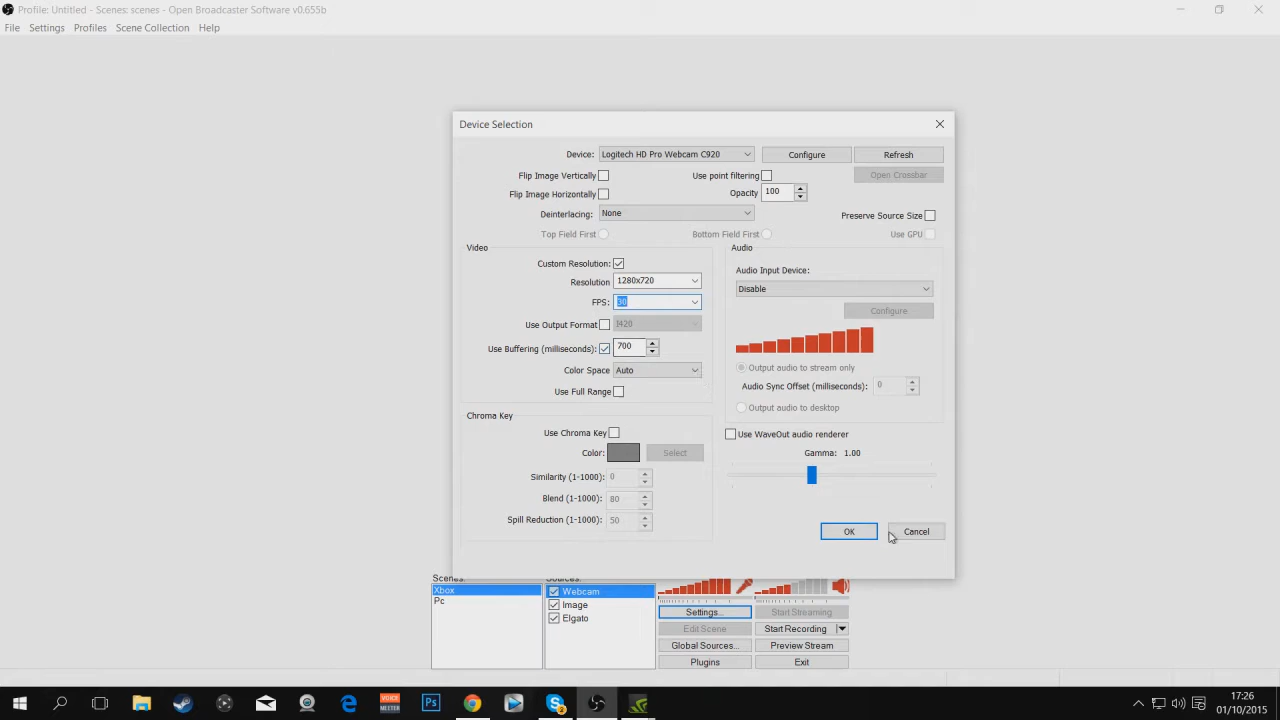 Profile: Untitled - Scenes: scenes - Open Broadcaster Software v0.655b
File Settings Profiles Scene Collection Help
Device Selection
Device: Logitech HD Pro Webcam C920 Configure Refresh
Flip Image Vertically Use point filtering Open Crossbar
Flip Image Horizontally Opacity 100
Deinterlacing: None Preserve Source Size
Top Field First Bottom Field First Use GPU
Video Audio
Custom Resolution: Audio Input Device:
Resolution 1280x720 Disable
FPS: 30 Configure
Use Output Format I420
Use Buffering (milliseconds): 700
Color Space Auto Output audio to stream only
Use Full Range Audio Sync Offset (milliseconds): 0
Output audio to desktop
Chroma Key
Use Chroma Key Use WaveOut audio renderer
Color: Select Gamma: 1.00
Similarity (1-1000): 0
Blend (1-1000): 80
Spill Reduction (1-1000): 50
OK Cancel
Scenes: Sources:
Xbox Webcam
Pc Image
Elgato
Settings... Start Streaming
Edit Scene Start Recording
Global Sources... Preview Stream
Plugins Exit
VOICE
MEETER
Ps
2
17:26
01/10/2015